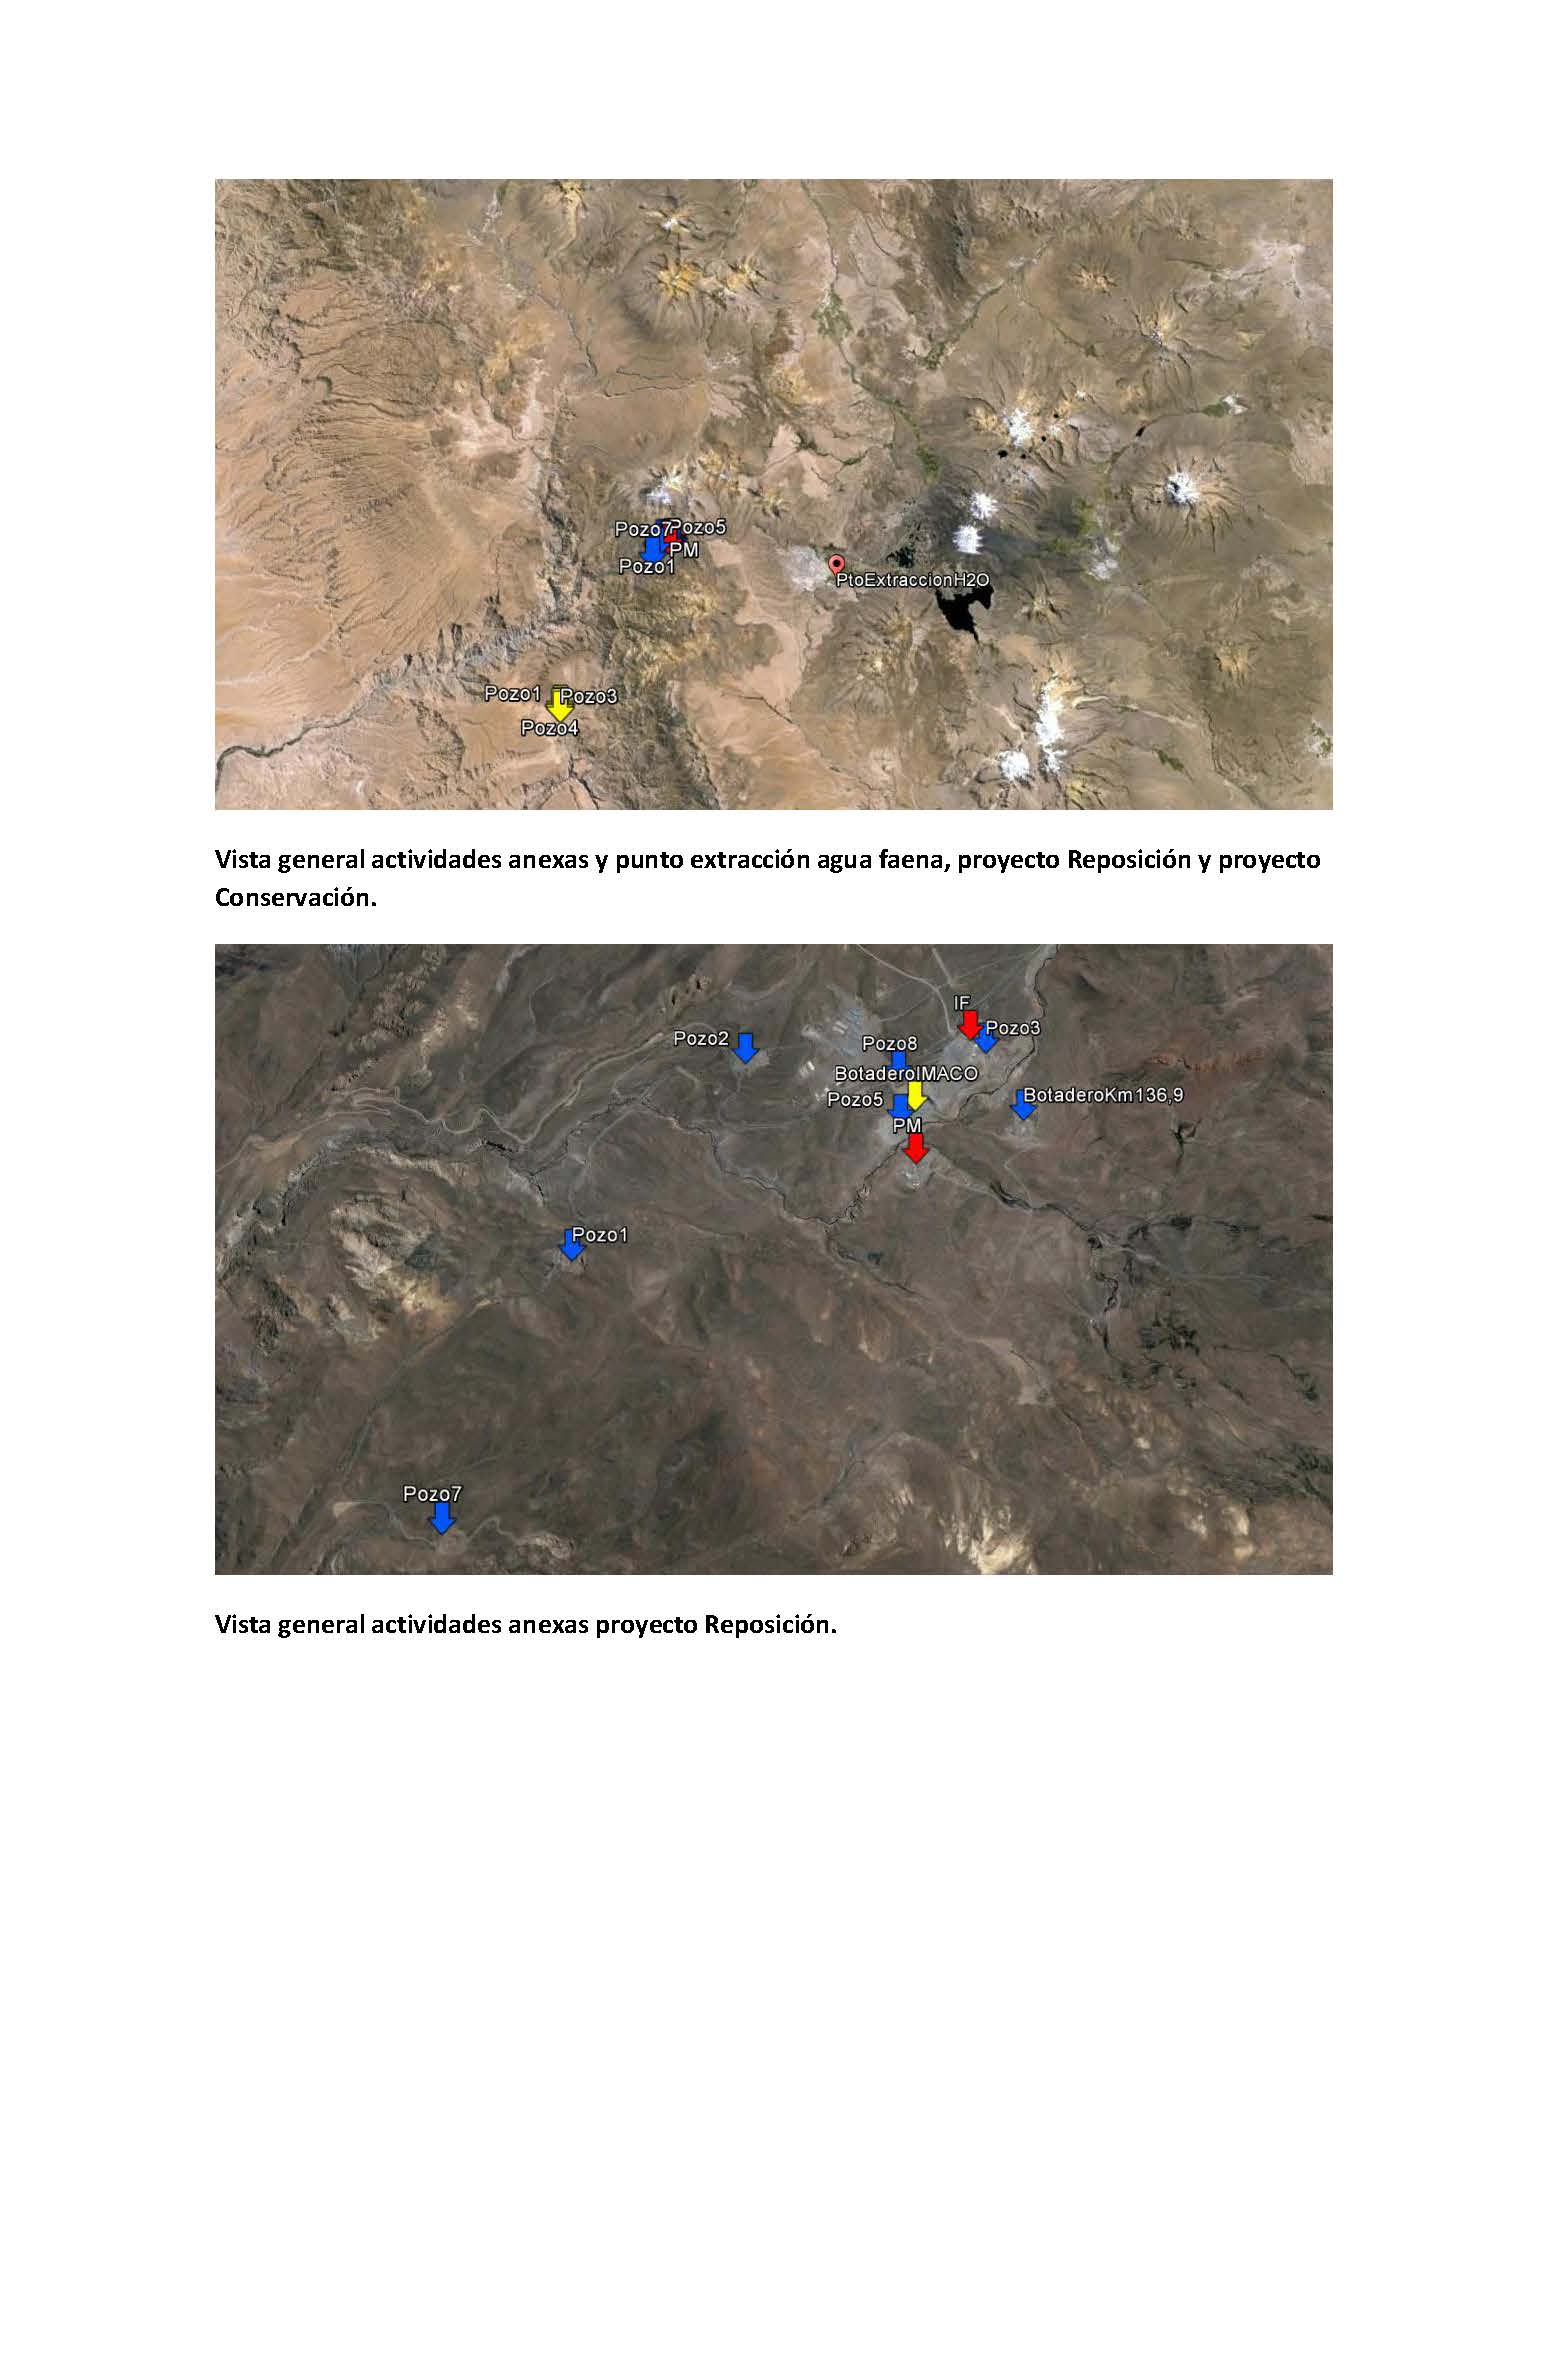 Pozo7 Pozo5
PM
Pozo1
PtoExtraccionH2O
Pozo1 Pozo3
Pozo4
Vista general actividades anexas y punto extracción agua faena, proyecto Reposición y proyecto
Conservación.
IF
Pozo3
Pozo2
Pozo8
BotaderoIMACO
BotaderoKm136,9
Pozo5
PM
Pozo1
Pozo7
Vista general actividades anexas proyecto Reposición.